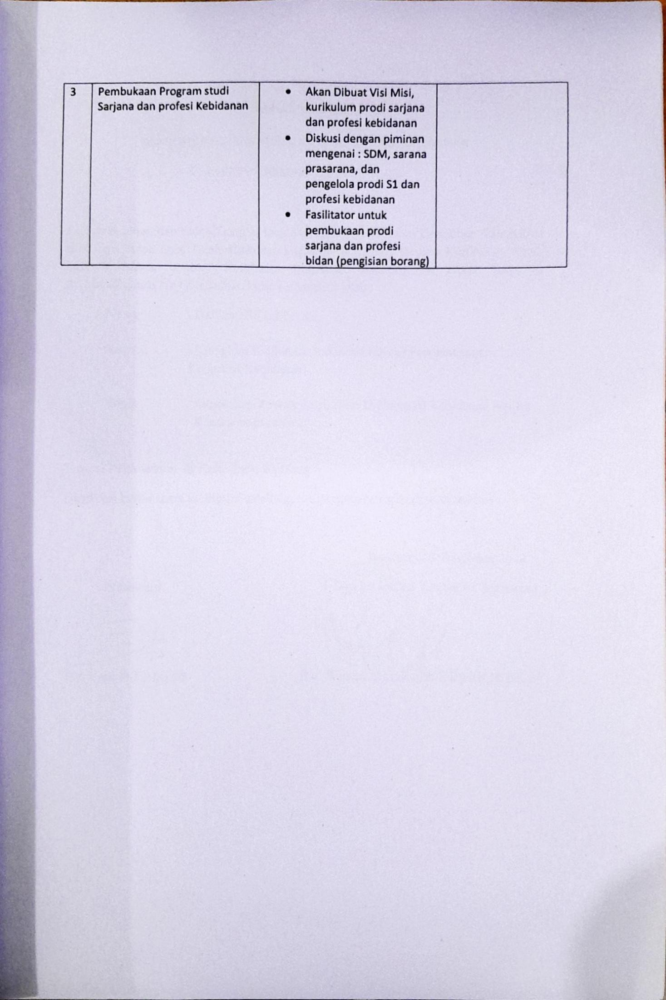 3
Pembukaan Program studi
Sarjana dan profesi Kebidanan
• Akan Dibuat Visi Misi,
kurikulum prodi sarjana
dan profesi kebidanan
• Diskusi dengan piminan
mengenai : SDM, sarana
prasarana, dan
pengelola prodi S1 dan
profesi kebidanan
• Fasilitator untuk
pembukaan prodi
sarjana dan profesi
bidan (pengisian borang)